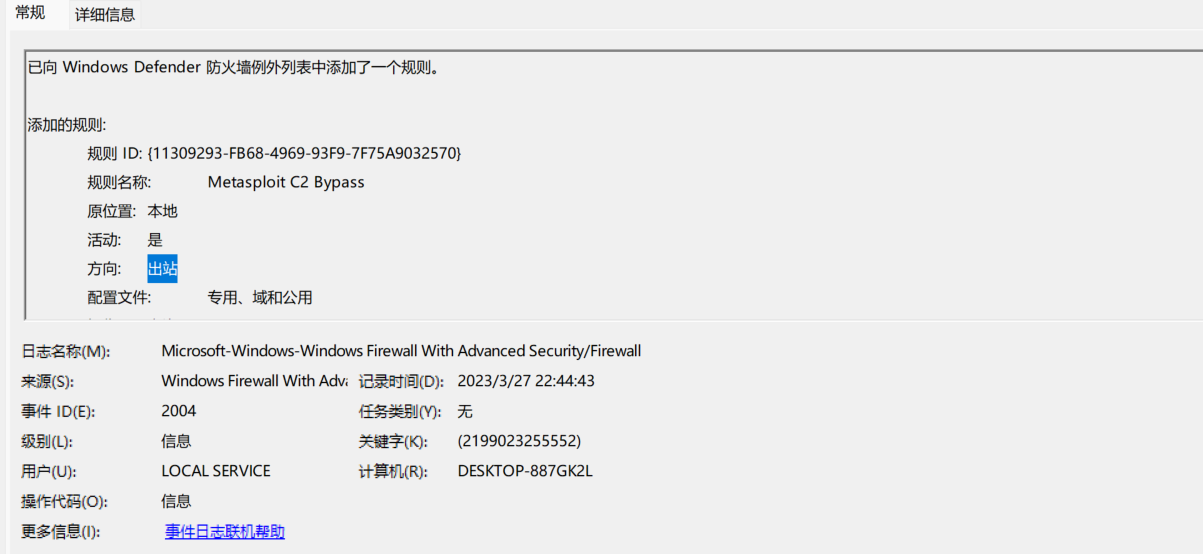 常规 详细信息
已向 Windows Defender 防火墙例外列表中添加了一个规则。
添加的规则:
规则 ID: {11309293-FB68-4969-93F9-7F75A9032570}
规则名称: Metasploit C2 Bypass
原位置: 本地
活动: 是
方向: 出站
配置文件: 专用、域和公用
日志名称(M): Microsoft-Windows-Windows Firewall With Advanced Security/Firewall
来源(S): Windows Firewall With Adva 记录时间(D): 2023/3/27 22:44:43
事件 ID(E): 2004 任务类别(Y): 无
级别(L): 信息 关键字(K): (2199023255552)
用户(U): LOCAL SERVICE 计算机(R): DESKTOP-887GK2L
操作代码(O): 信息
更多信息(I): 事件日志联机帮助